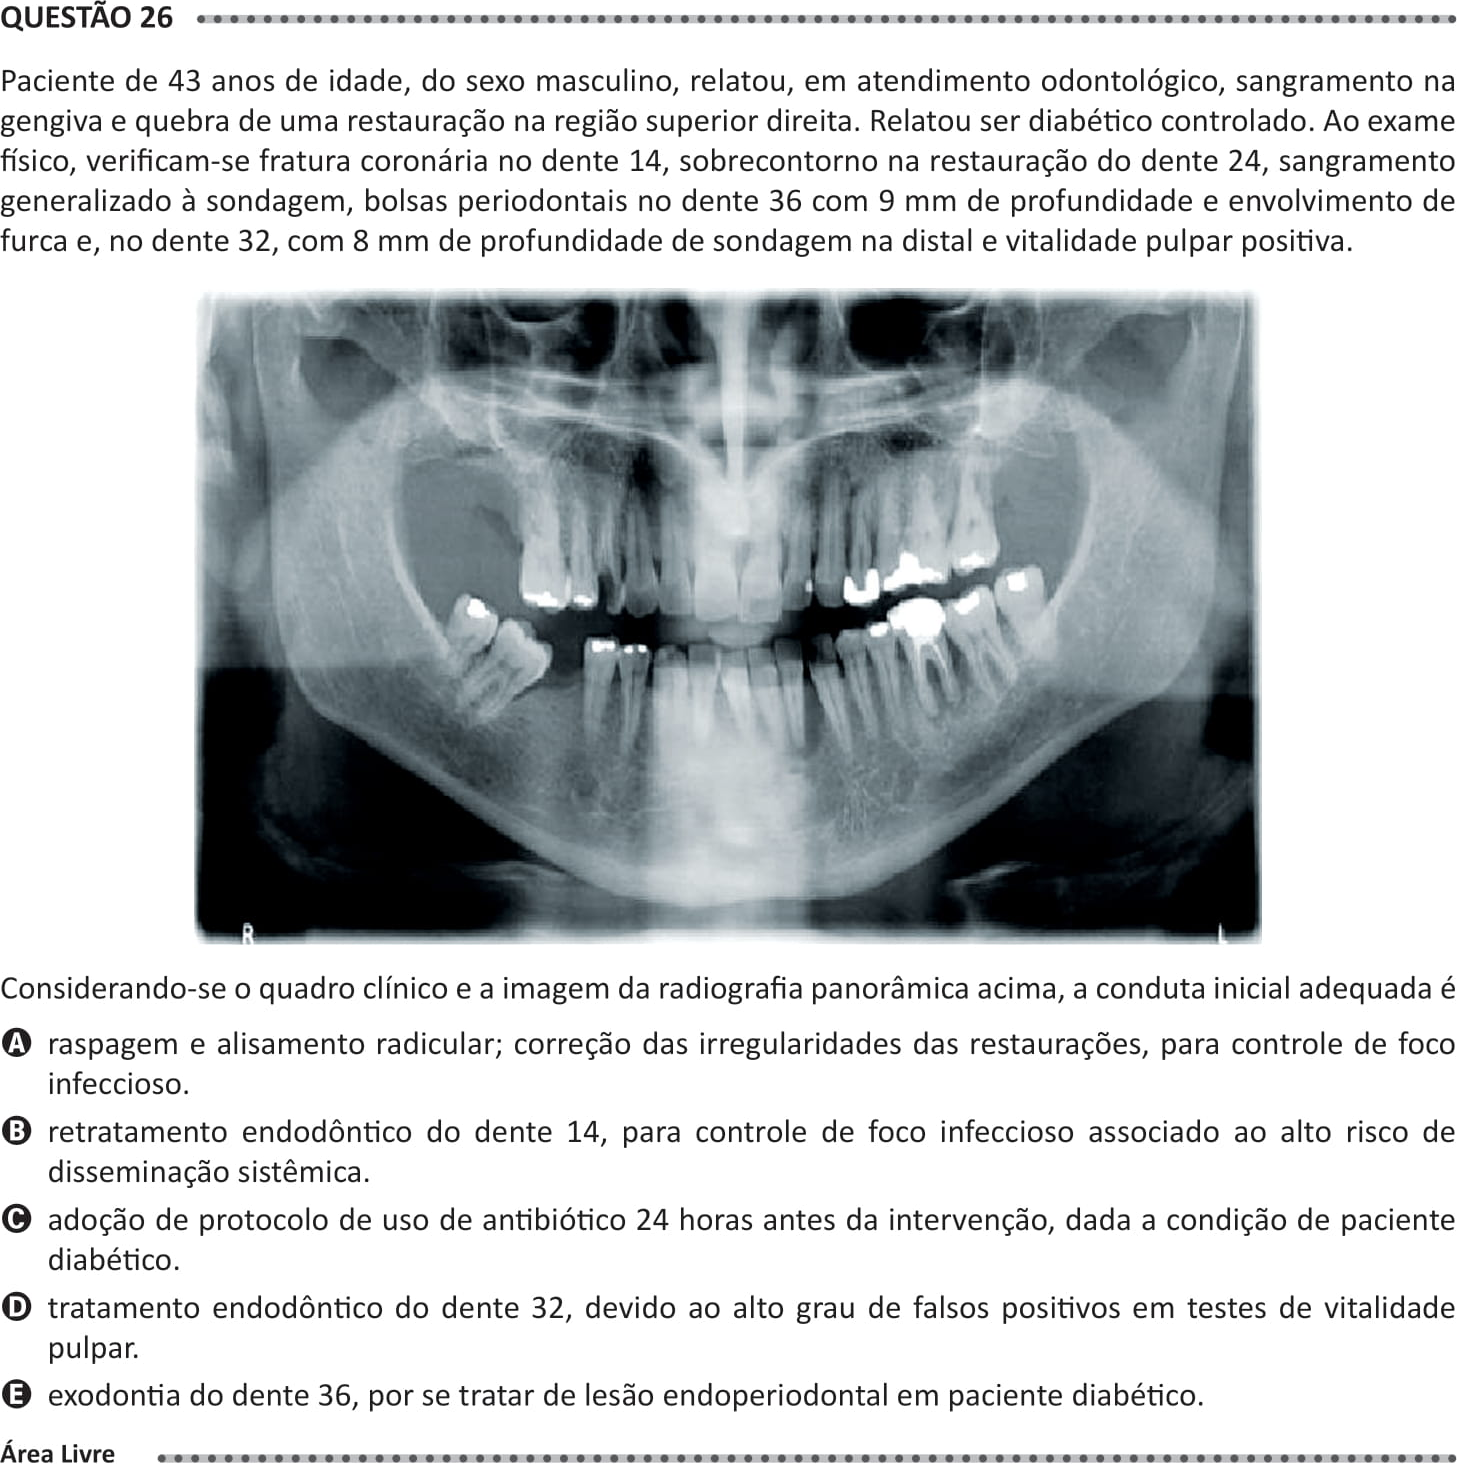 QUESTÃO 26
Paciente de 43 anos de idade, do sexo masculino, relatou, em atendimento odontológico, sangramento na
gengiva e quebra de uma restauração na região superior direita. Relatou ser diabético controlado. Ao exame
físico, verificam-se fratura coronária no dente 14, sobrecontorno na restauração do dente 24, sangramento
generalizado à sondagem, bolsas periodontais no dente 36 com 9 mm de profundidade e envolvimento de
furca e, no dente 32, com 8 mm de profundidade de sondagem na distal e vitalidade pulpar positiva.
R L
Considerando-se o quadro clínico e a imagem da radiografia panorâmica acima, a conduta inicial adequada é
A raspagem e alisamento radicular; correção das irregularidades das restaurações, para controle de foco
infeccioso.
B retratamento endodôntico do dente 14, para controle de foco infeccioso associado ao alto risco de
disseminação sistêmica.
C adoção de protocolo de uso de antibiótico 24 horas antes da intervenção, dada a condição de paciente
diabético.
D tratamento endodôntico do dente 32, devido ao alto grau de falsos positivos em testes de vitalidade
pulpar.
E exodontia do dente 36, por se tratar de lesão endoperiodontal em paciente diabético.
Área Livre